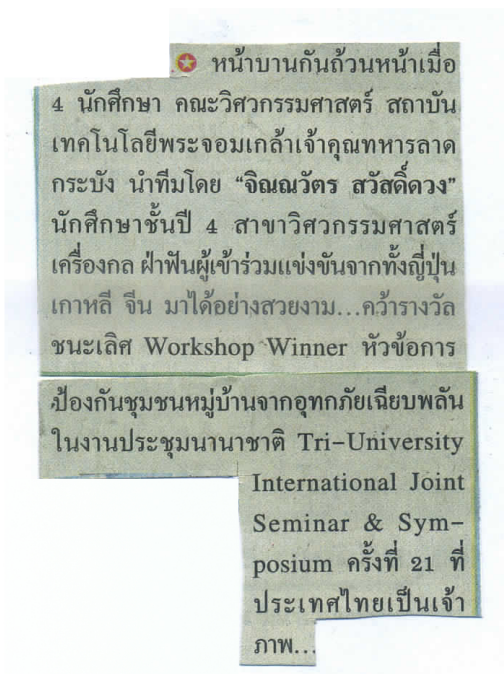 หน้าบานกันถ้วนหน้าเมื่อ
4 นักศึกษา คณะวิศวกรรมศาสตร์ สถาบัน
เทคโนโลยีพระจอมเกล้าเจ้าคุณทหารลาด
กระบัง นำทีมโดย “จิณณวัตร สวัสดิ์ดวง”
นักศึกษาชั้นปี 4 สาขาวิศวกรรมศาสตร์
เครื่องกล ฝ่าฟันผู้เข้าร่วมแข่งขันจากทั้งญี่ปุ่น
เกาหลี จีน มาได้อย่างสวยงาม...คว้ารางวัล
ชนะเลิศ Workshop Winner หัวข้อการ
ป้องกันชุมชนหมู่บ้านจากอุทกภัยเฉียบพลัน
ในงานประชุมนานาชาติ Tri-University
International Joint
Seminar & Sym-
posium ครั้งที่ 21 ที่
ประเทศไทยเป็นเจ้า
ภาพ...